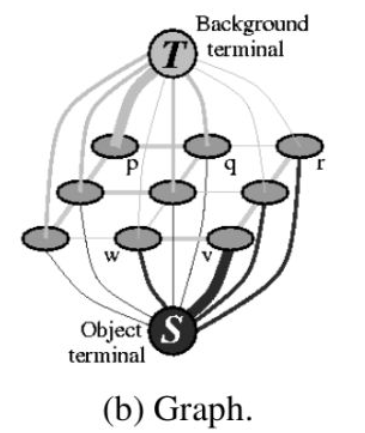 Background
terminal
T
p
q
r
w
v
Object
terminal
S
(b) Graph.